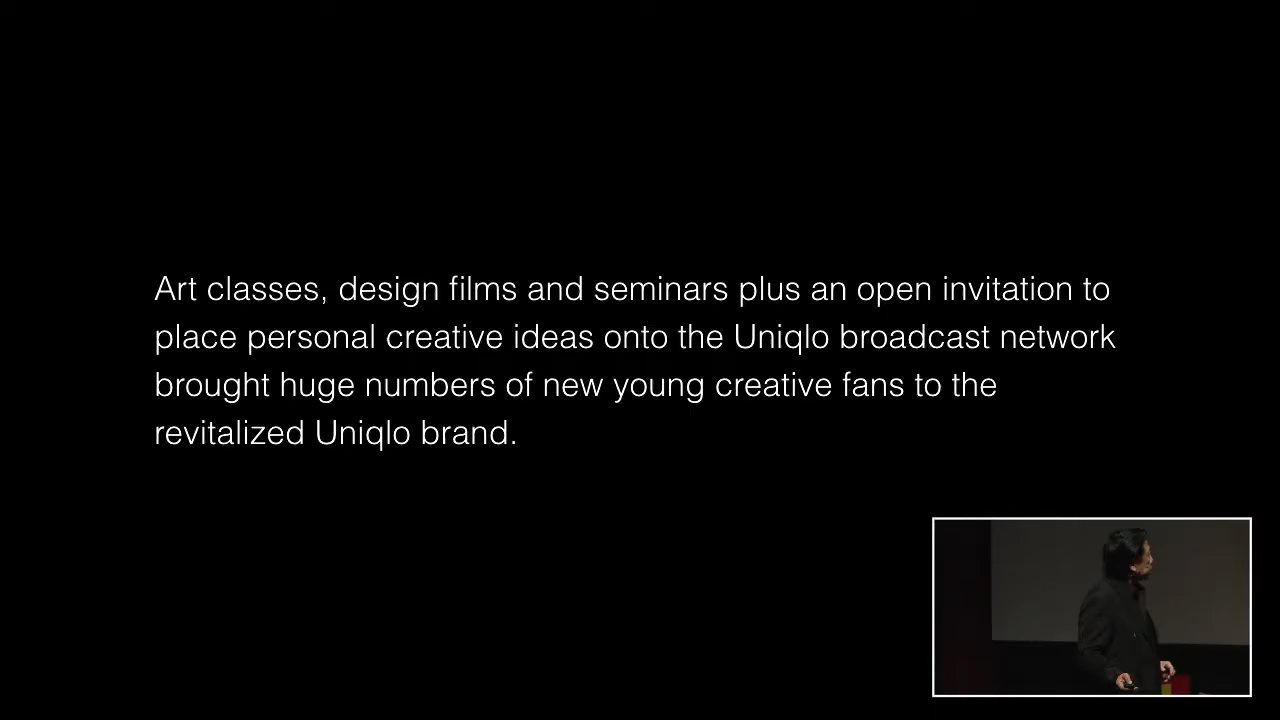 Art classes, design films and seminars plus an open invitation to
place personal creative ideas onto the Uniqlo broadcast network
brought huge numbers of new young creative fans to the
revitalized Uniqlo brand.